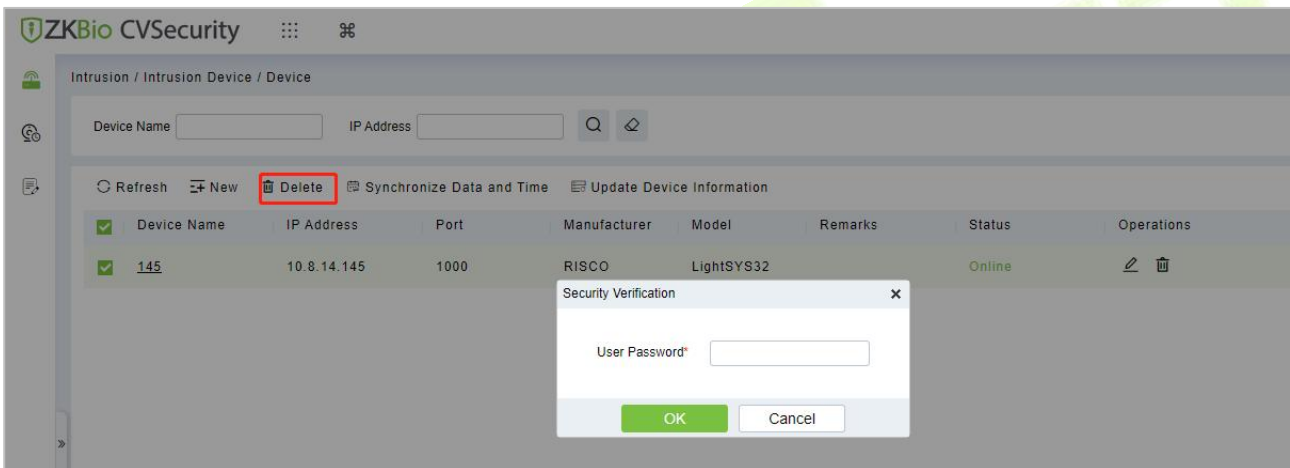 ZKBio CVSecurity
Intrusion / Intrusion Device / Device
Device Name IP Address
Refresh New Delete Synchronize Data and Time Update Device Information
Device Name IP Address Port Manufacturer Model Remarks Status Operations
145 10.8.14.145 1000 RISCO LightSYS32 Online
Security Verification
User Password*
OK Cancel